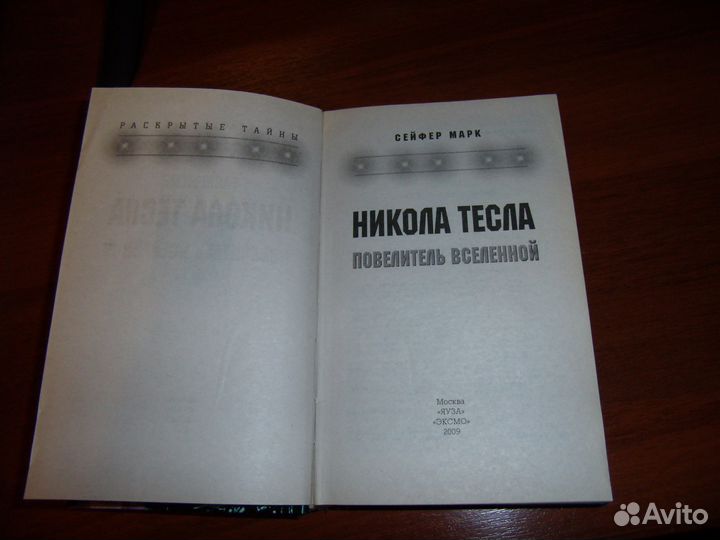 РАСКРЫТЫЕ ТАЙНЫ
СЕЙФЕР МАРК
НИКОЛА ТЕСЛА
ПОВЕЛИТЕЛЬ ВСЕЛЕННОЙ
Москва
«ЯУЗА»
«ЭКСМО»
2009
Avito